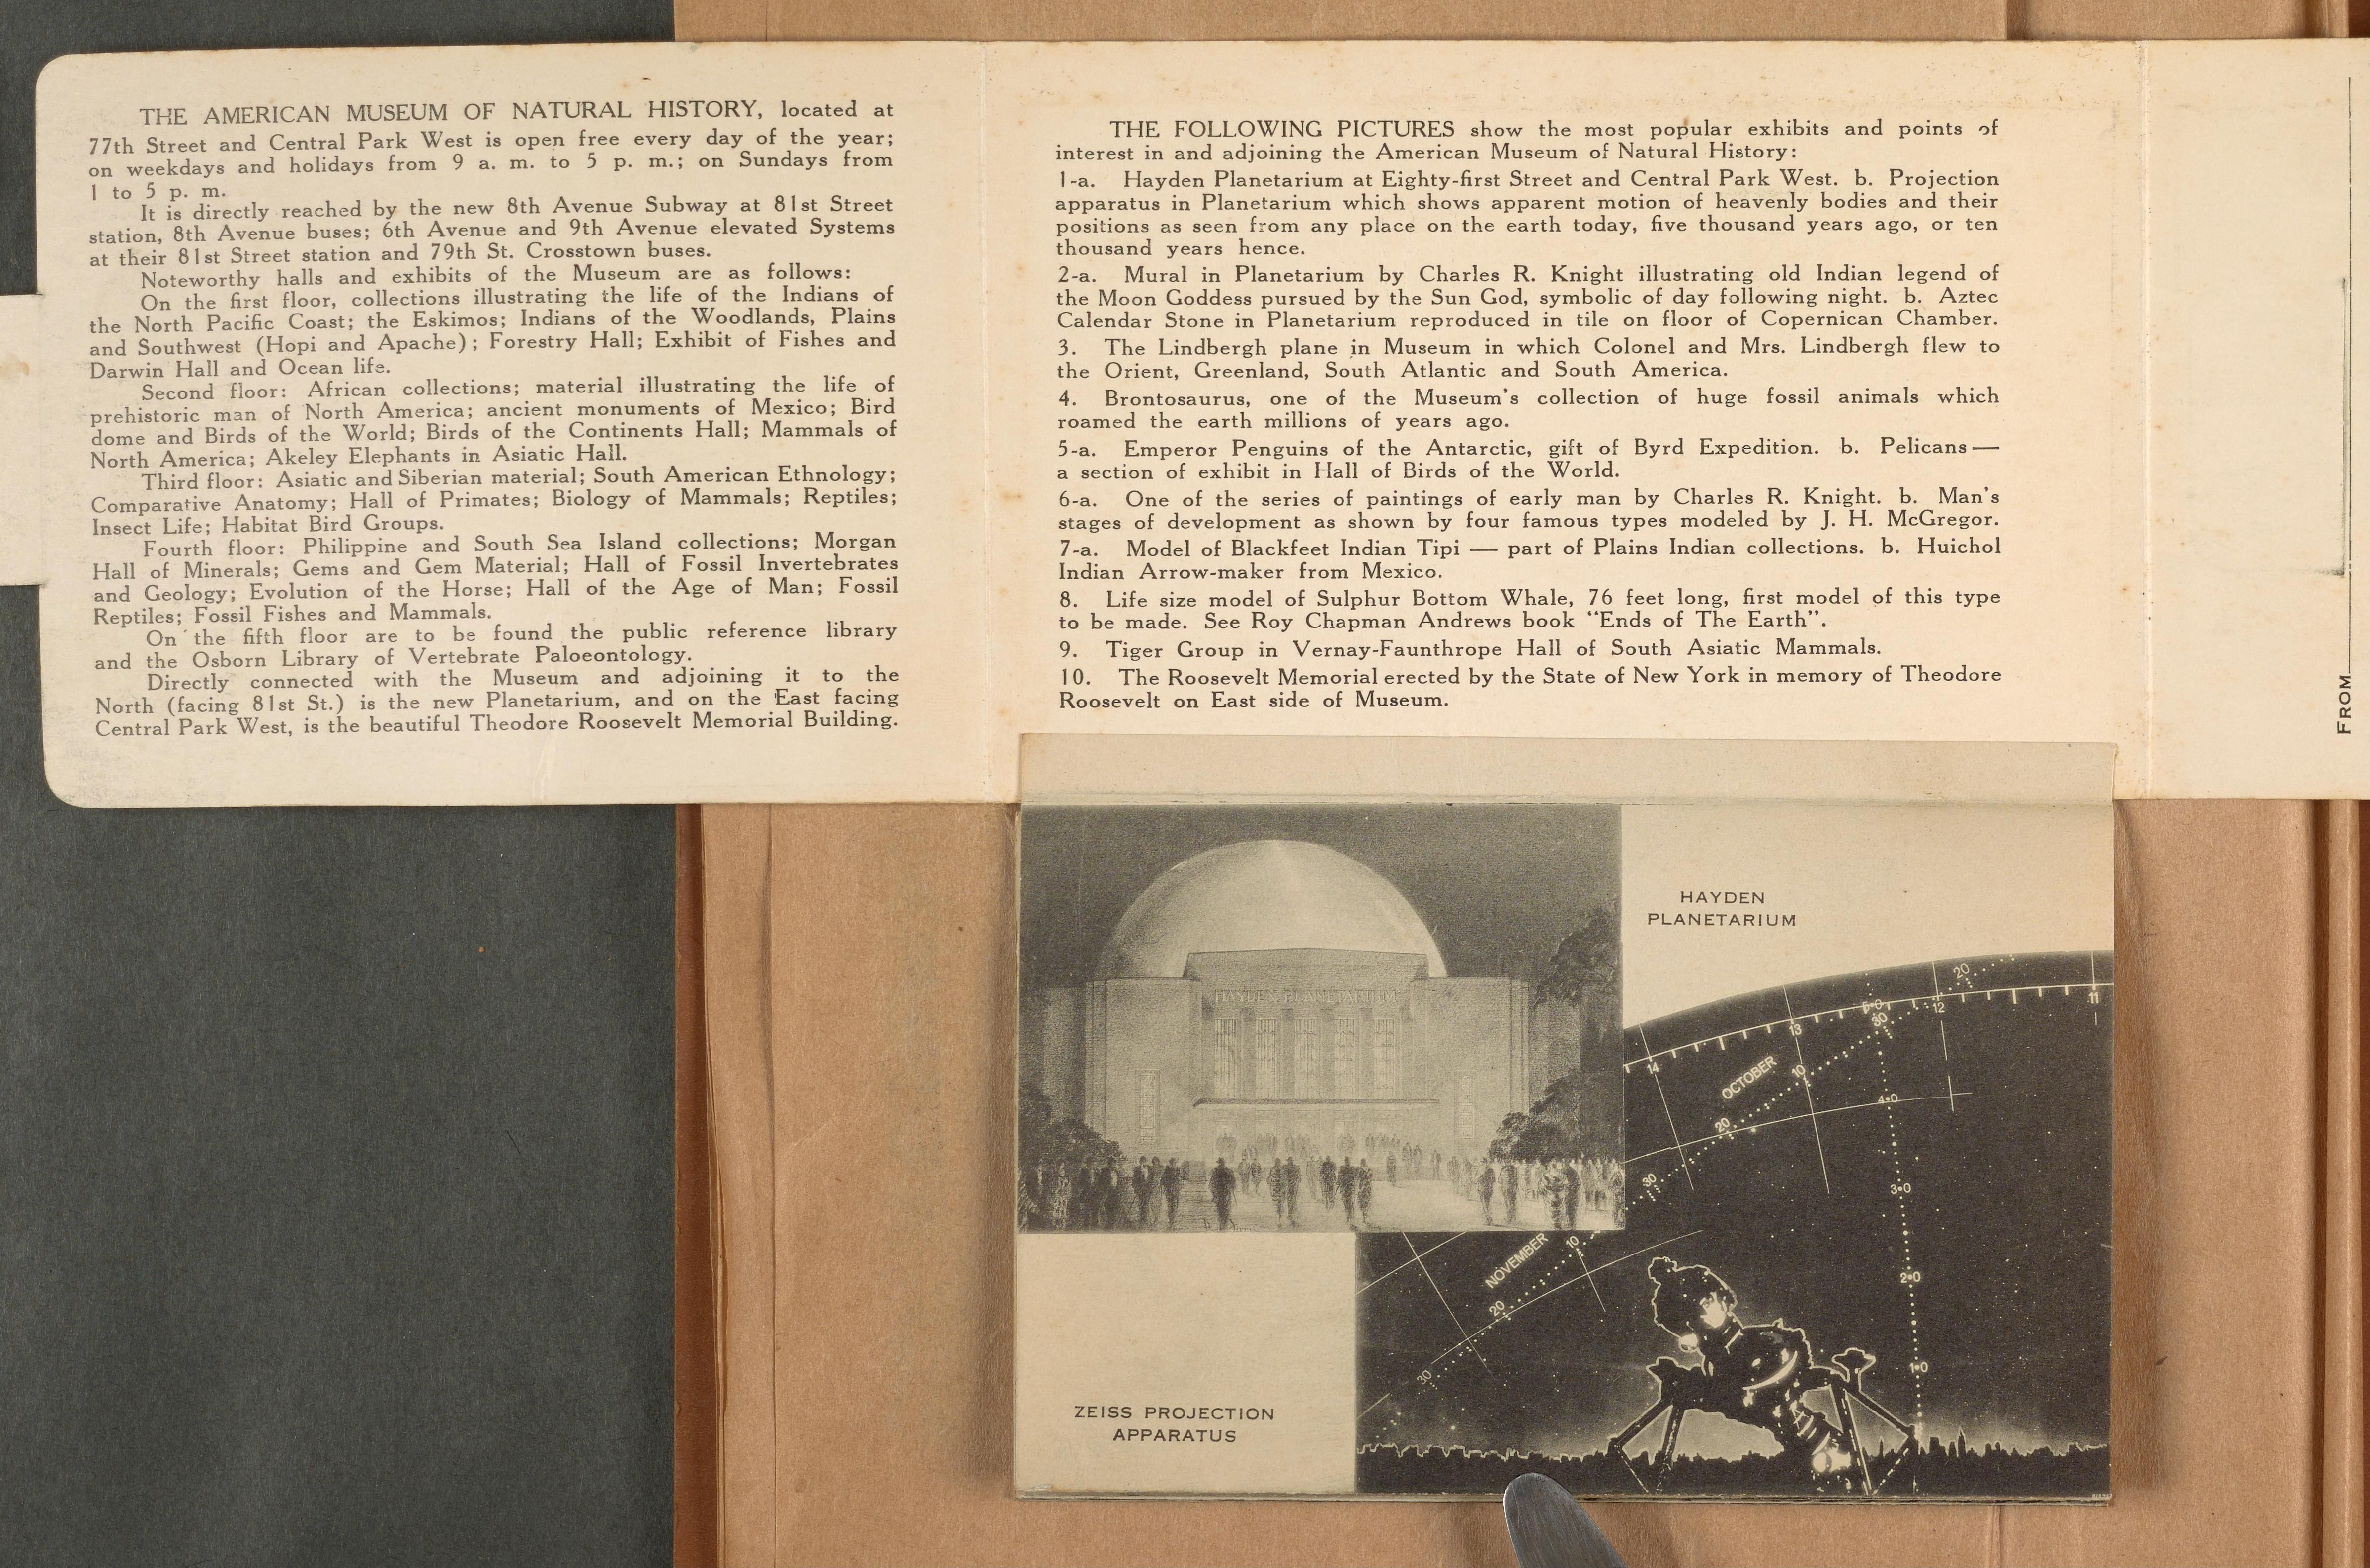 THE AMERICAN MUSEUM OF NATURAL HISTORY, located at
77th Street and Central Park West is open free every day of the year;
on weekdays and holidays from 9 a. m. to 5 p. m.; on Sundays from
1 to 5 p. m.
It is directly reached by the new 8th Avenue Subway at 81st Street
station, 8th Avenue buses; 6th Avenue and 9th Avenue elevated Systems
at their 81st Street station and 79th St. Crosstown buses.
Noteworthy halls and exhibits of the Museum are as follows:
On the first floor, collections illustrating the life of the Indians of
the North Pacific Coast; the Eskimos; Indians of the Woodlands, Plains
and Southwest (Hopi and Apache); Forestry Hall; Exhibit of Fishes and
Darwin Hall and Ocean life.
Second floor: African collections; material illustrating the life of
prehistoric man of North America; ancient monuments of Mexico; Bird
dome and Birds of the World; Birds of the Continents Hall; Mammals of
North America; Akeley Elephants in Asiatic Hall.
Third floor: Asiatic and Siberian material; South American Ethnology;
Comparative Anatomy; Hall of Primates; Biology of Mammals; Reptiles;
Insect Life; Habitat Bird Groups.
Fourth floor: Philippine and South Sea Island collections; Morgan
Hall of Minerals; Gems and Gem Material; Hall of Fossil Invertebrates
and Geology; Evolution of the Horse; Hall of the Age of Man; Fossil
Reptiles; Fossil Fishes and Mammals.
On the fifth floor are to be found the public reference library
and the Osborn Library of Vertebrate Paloeontology.
Directly connected with the Museum and adjoining it to the
North (facing 81st St.) is the new Planetarium, and on the East facing
Central Park West, is the beautiful Theodore Roosevelt Memorial Building.
THE FOLLOWING PICTURES show the most popular exhibits and points of
interest in and adjoining the American Museum of Natural History:
1-a. Hayden Planetarium at Eighty-first Street and Central Park West. b. Projection
apparatus in Planetarium which shows apparent motion of heavenly bodies and their
positions as seen from any place on the earth today, five thousand years ago, or ten
thousand years hence.
2-a. Mural in Planetarium by Charles R. Knight illustrating old Indian legend of
the Moon Goddess pursued by the Sun God, symbolic of day following night. b. Aztec
Calendar Stone in Planetarium reproduced in tile on floor of Copernican Chamber.
3. The Lindbergh plane in Museum in which Colonel and Mrs. Lindbergh flew to
the Orient, Greenland, South Atlantic and South America.
4. Brontosaurus, one of the Museum's collection of huge fossil animals which
roamed the earth millions of years ago.
5-a. Emperor Penguins of the Antarctic, gift of Byrd Expedition. b. Pelicans —
a section of exhibit in Hall of Birds of the World.
6-a. One of the series of paintings of early man by Charles R. Knight. b. Man's
stages of development as shown by four famous types modeled by J. H. McGregor.
7-a. Model of Blackfeet Indian Tipi — part of Plains Indian collections. b. Huichol
Indian Arrow-maker from Mexico.
8. Life size model of Sulphur Bottom Whale, 76 feet long, first model of this type
to be made. See Roy Chapman Andrews book "Ends of The Earth".
9. Tiger Group in Vernay-Faunthrope Hall of South Asiatic Mammals.
10. The Roosevelt Memorial erected by the State of New York in memory of Theodore
Roosevelt on East side of Museum.
FROM
HAYDEN
PLANETARIUM
HAYDEN PLANETARIUM
20
11
12
5•0
30
13
14
OCTOBER
10
20
4•0
30
3•0
NOVEMBER
10
20
2•0
30
1•0
ZEISS PROJECTION
APPARATUS